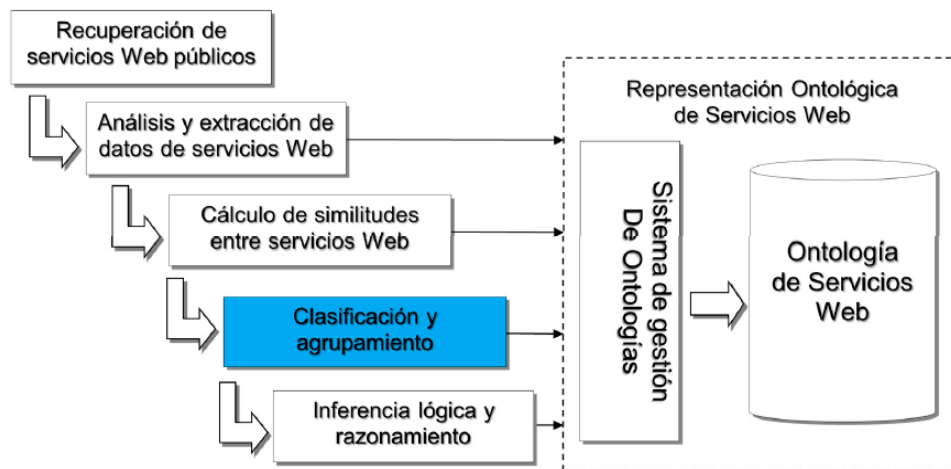 Recuperación de
servicios Web públicos
Análisis y extracción de
datos de servicios Web
Cálculo de similitudes
entre servicios Web
Clasificación y
agrupamiento
Inferencia lógica y
razonamiento
Representación Ontológica
de Servicios Web
Sistema de gestión
De Ontologías
Ontología
de Servicios
Web